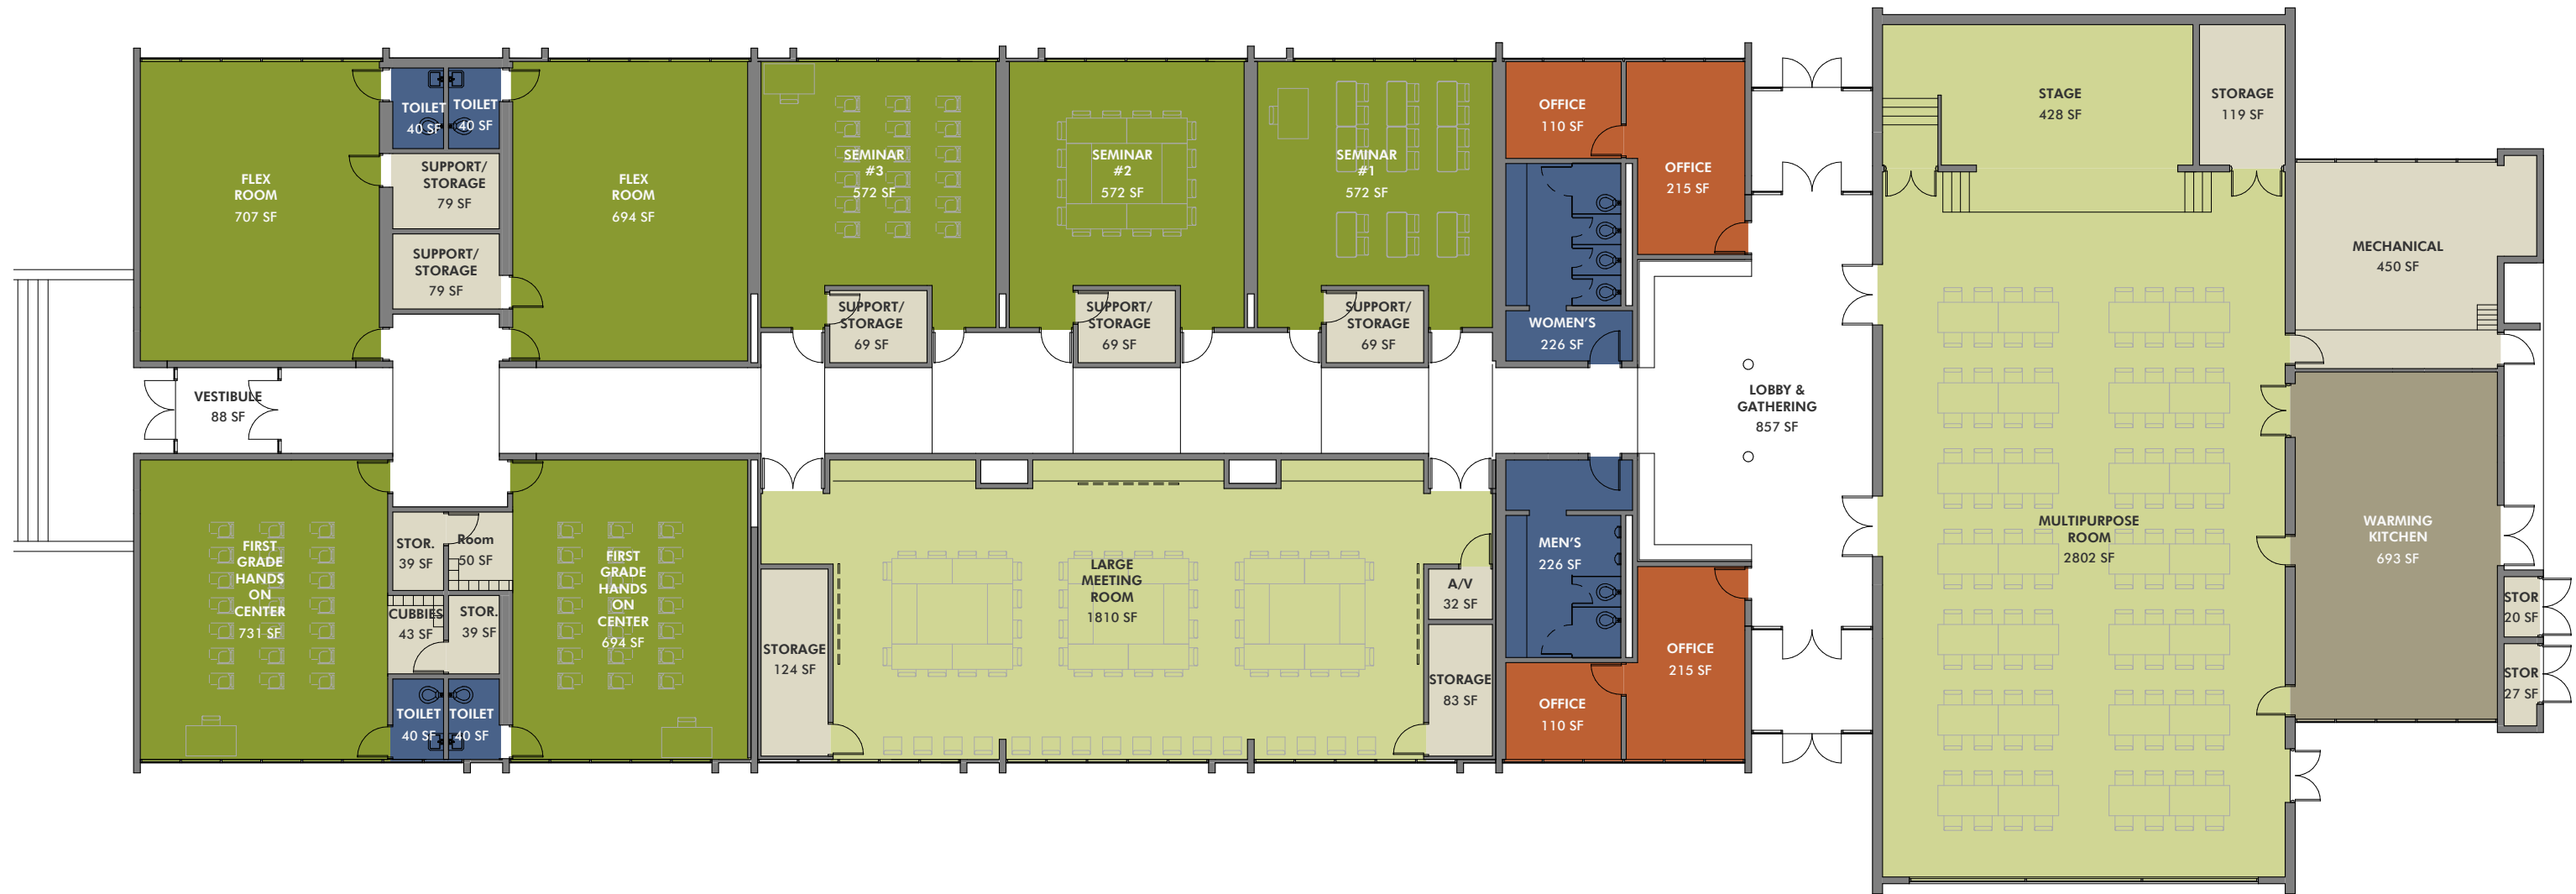 FLEX
ROOM
707 SF
TOILET
40 SF
TOILET
40 SF
SUPPORT/
STORAGE
79 SF
SUPPORT/
STORAGE
79 SF
FLEX
ROOM
694 SF
SEMINAR
#3
572 SF
SUPPORT/
STORAGE
69 SF
SEMINAR
#2
572 SF
SUPPORT/
STORAGE
69 SF
SEMINAR
#1
572 SF
SUPPORT/
STORAGE
69 SF
OFFICE
110 SF
OFFICE
215 SF
WOMEN'S
226 SF
STAGE
428 SF
STORAGE
119 SF
MECHANICAL
450 SF
VESTIBULE
88 SF
LOBBY &
GATHERING
857 SF
FIRST
GRADE
HANDS
ON
CENTER
731 SF
STOR.
39 SF
Room
50 SF
CUBBIES
43 SF
STOR.
39 SF
TOILET
40 SF
TOILET
40 SF
FIRST
GRADE
HANDS
ON
CENTER
694 SF
STORAGE
124 SF
LARGE
MEETING
ROOM
1810 SF
A/V
32 SF
STORAGE
83 SF
MEN'S
226 SF
OFFICE
110 SF
OFFICE
215 SF
MULTIPURPOSE
ROOM
2802 SF
WARMING
KITCHEN
693 SF
STOR
20 SF
STOR
27 SF